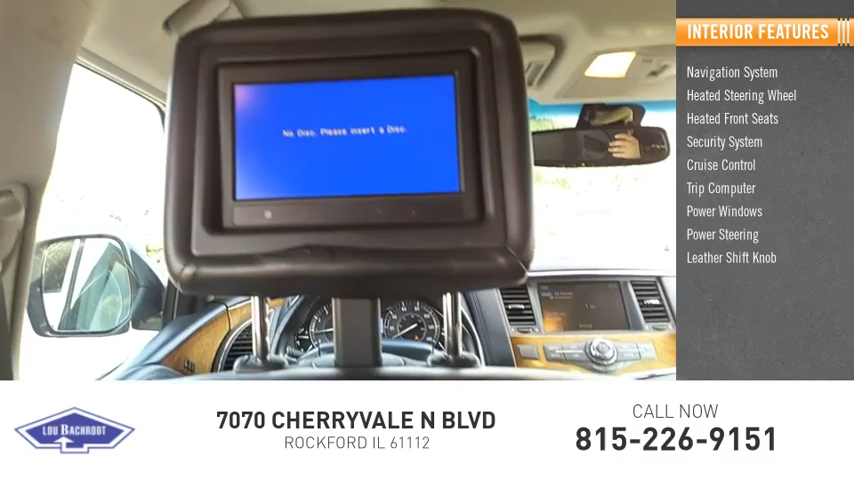 No Disc. Please insert a Disc.
INTERIOR FEATURES
Navigation System
Heated Steering Wheel
Heated Front Seats
Security System
Cruise Control
Trip Computer
Power Windows
Power Steering
Leather Shift Knob
LOU BACHRODT
7070 CHERRYVALE N BLVD
ROCKFORD IL 61112
CALL NOW
815-226-9151